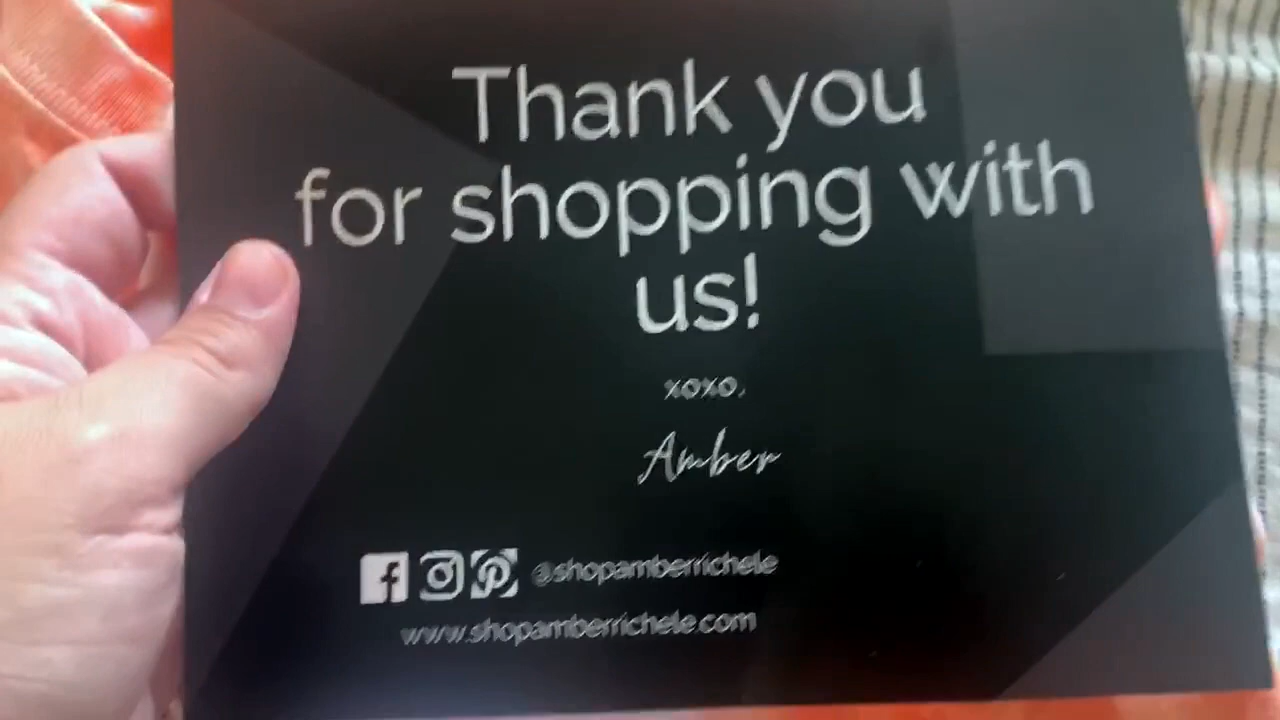 Thank you
for shopping with
us!
xoxo,
Amber
@shopamberrichele
www.shopamberrichele.com